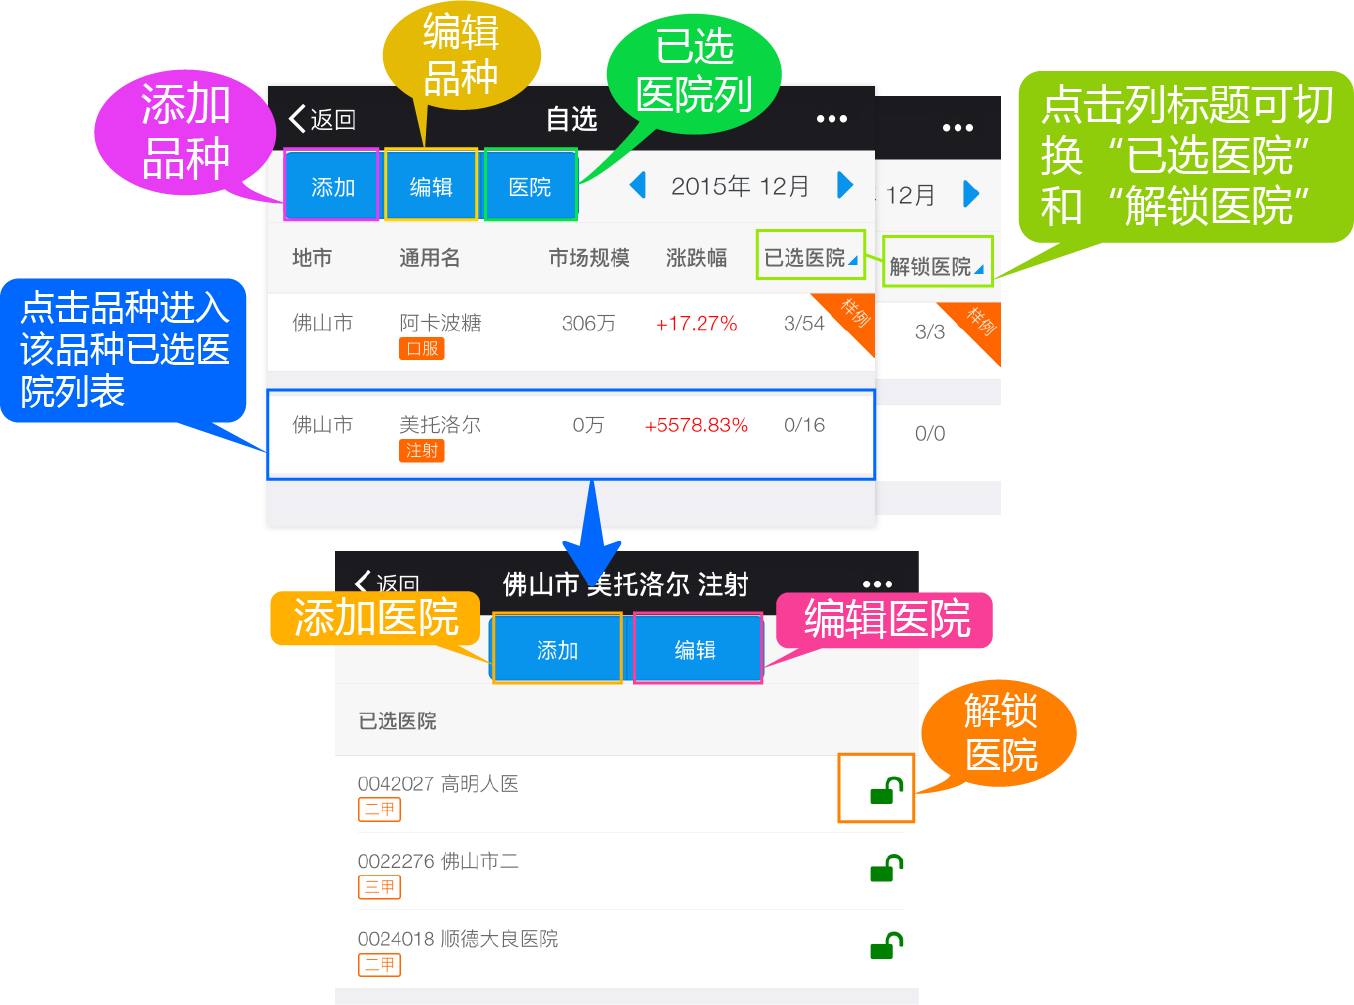 编辑
品种
已选
医院列
添加
品种
点击列标题可切
换“已选医院”
和“解锁医院”
返回
自选
添加
编辑
医院
2015年 12月
12月
地市
通用名
市场规模
涨跌幅
已选医院
解锁医院
点击品种进入
该品种已选医
院列表
佛山市
阿卡波糖
306万
+17.27%
3/54
样例
3/3
样例
口服
佛山市
美托洛尔
0万
+5578.83%
0/16
0/0
注射
返回
佛山市 美托洛尔 注射
添加医院
编辑医院
添加
编辑
已选医院
解锁
医院
0042027 高明人医
二甲
0022276 佛山市二
三甲
0024018 顺德大良医院
二甲